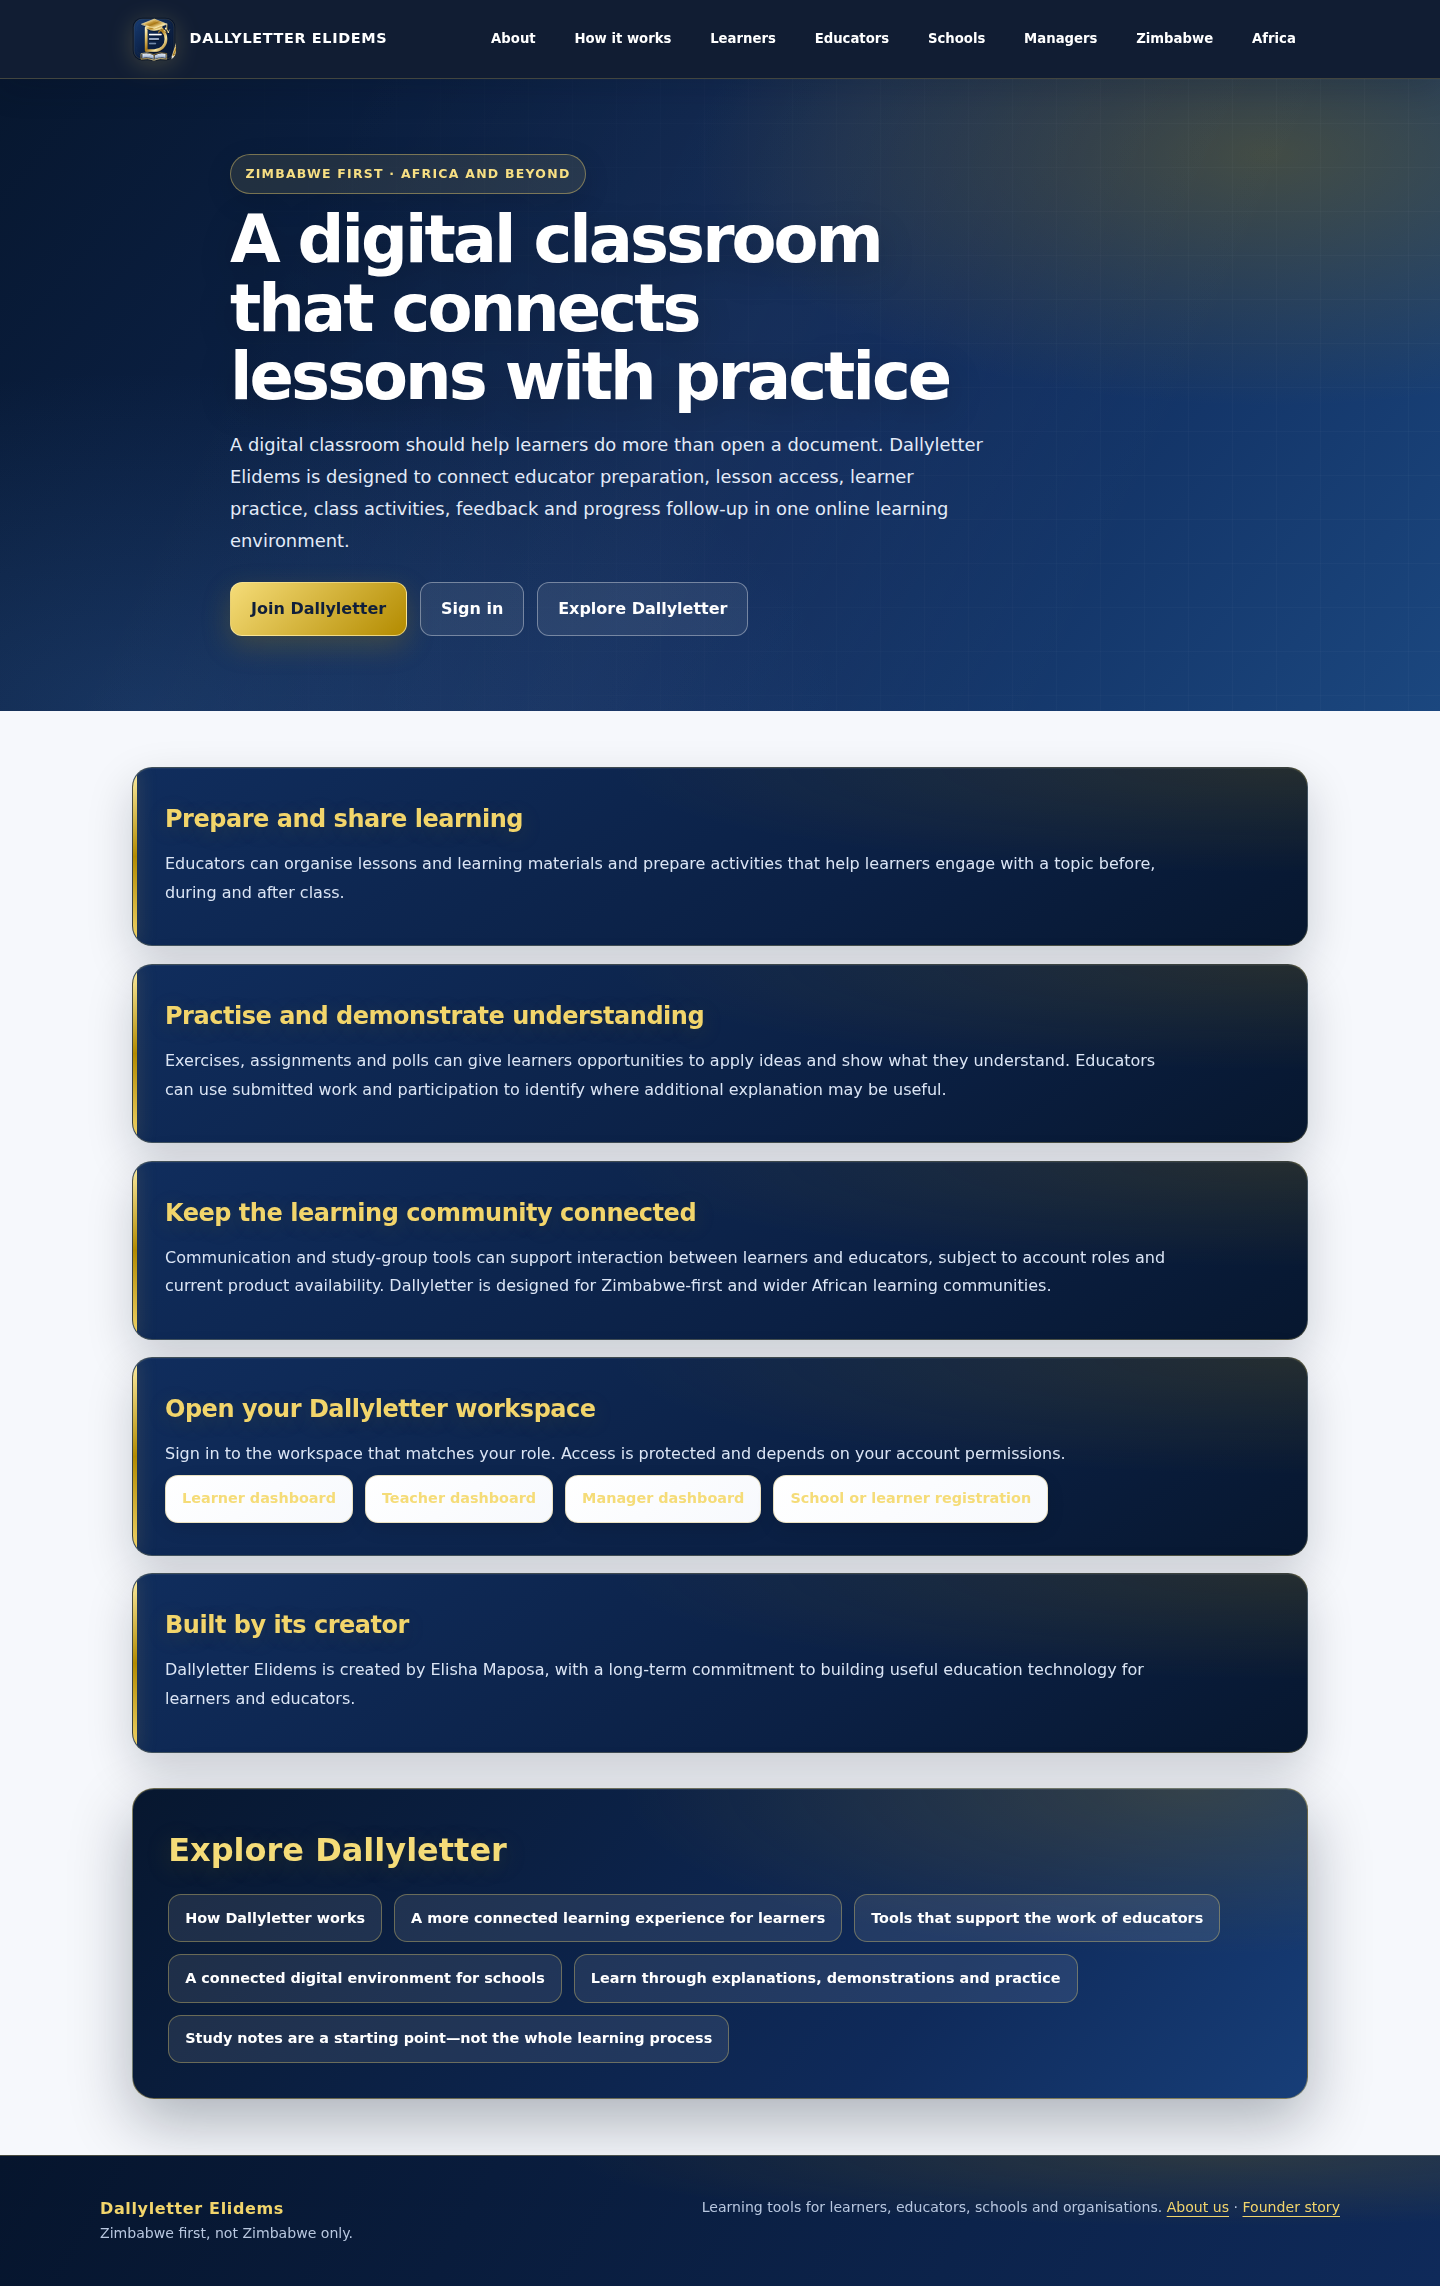 DALLYLETTER ELIDEMS
About
How it works
Learners
Educators
Schools
Managers
Zimbabwe
Africa
ZIMBABWE FIRST · AFRICA AND BEYOND
A digital classroom
that connects
lessons with practice
A digital classroom should help learners do more than open a document. Dallyletter
Elidems is designed to connect educator preparation, lesson access, learner
practice, class activities, feedback and progress follow-up in one online learning
environment.
Join Dallyletter
Sign in
Explore Dallyletter
Prepare and share learning
Educators can organise lessons and learning materials and prepare activities that help learners engage with a topic before,
during and after class.
Practise and demonstrate understanding
Exercises, assignments and polls can give learners opportunities to apply ideas and show what they understand. Educators
can use submitted work and participation to identify where additional explanation may be useful.
Keep the learning community connected
Communication and study-group tools can support interaction between learners and educators, subject to account roles and
current product availability. Dallyletter is designed for Zimbabwe-first and wider African learning communities.
Open your Dallyletter workspace
Sign in to the workspace that matches your role. Access is protected and depends on your account permissions.
Learner dashboard
Teacher dashboard
Manager dashboard
School or learner registration
Built by its creator
Dallyletter Elidems is created by Elisha Maposa, with a long-term commitment to building useful education technology for
learners and educators.
Explore Dallyletter
How Dallyletter works
A more connected learning experience for learners
Tools that support the work of educators
A connected digital environment for schools
Learn through explanations, demonstrations and practice
Study notes are a starting point—not the whole learning process
Dallyletter Elidems
Zimbabwe first, not Zimbabwe only.
Learning tools for learners, educators, schools and organisations. About us · Founder story